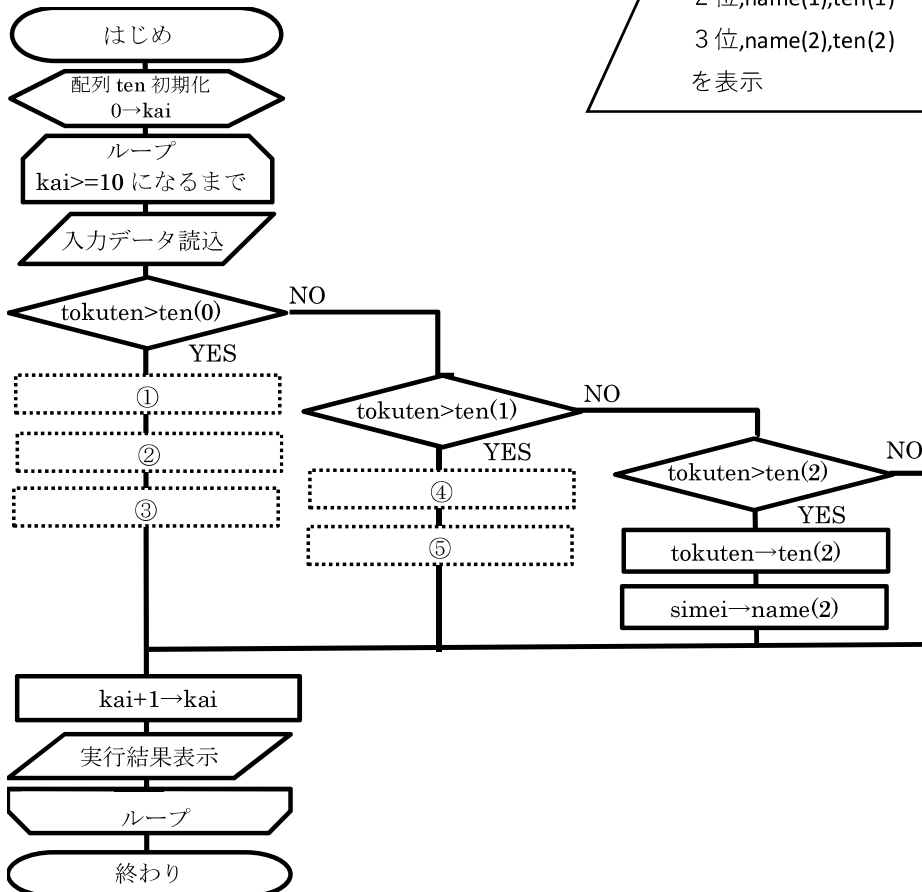 ２位,name(1),ten(1)
３位,name(2),ten(2)
を表示
はじめ
配列 ten 初期化
0→kai
ループ
kai>=10 になるまで
入力データ読込
tokuten>ten(0)
NO
YES
①
②
③
tokuten>ten(1)
NO
YES
④
⑤
tokuten>ten(2)
NO
YES
tokuten→ten(2)
simei→name(2)
kai+1→kai
実行結果表示
ループ
終わり